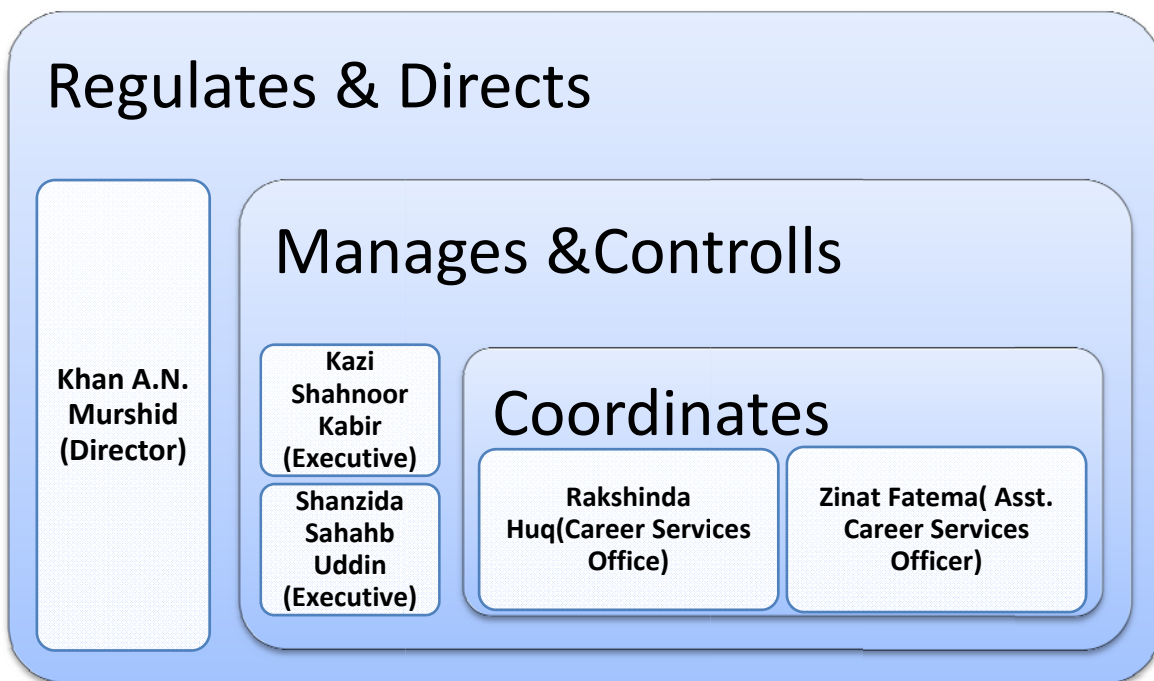 Regulates & Directs
Khan A.N.
Murshid
(Director)
Manages &Controlls
Kazi
Shahnoor
Kabir
(Executive)
Shanzida
Sahahb
Uddin
(Executive)
Coordinates
Rakshinda
Huq(Career Services
Office)
Zinat Fatema( Asst.
Career Services
Officer)